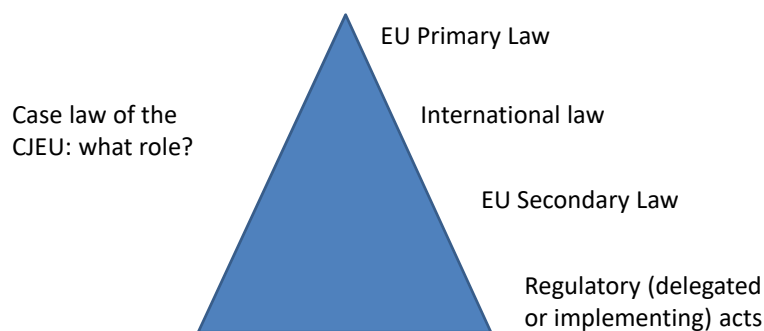 EU Primary Law
Case law of the
CJEU: what role?
International law
EU Secondary Law
Regulatory (delegated
or implementing) acts